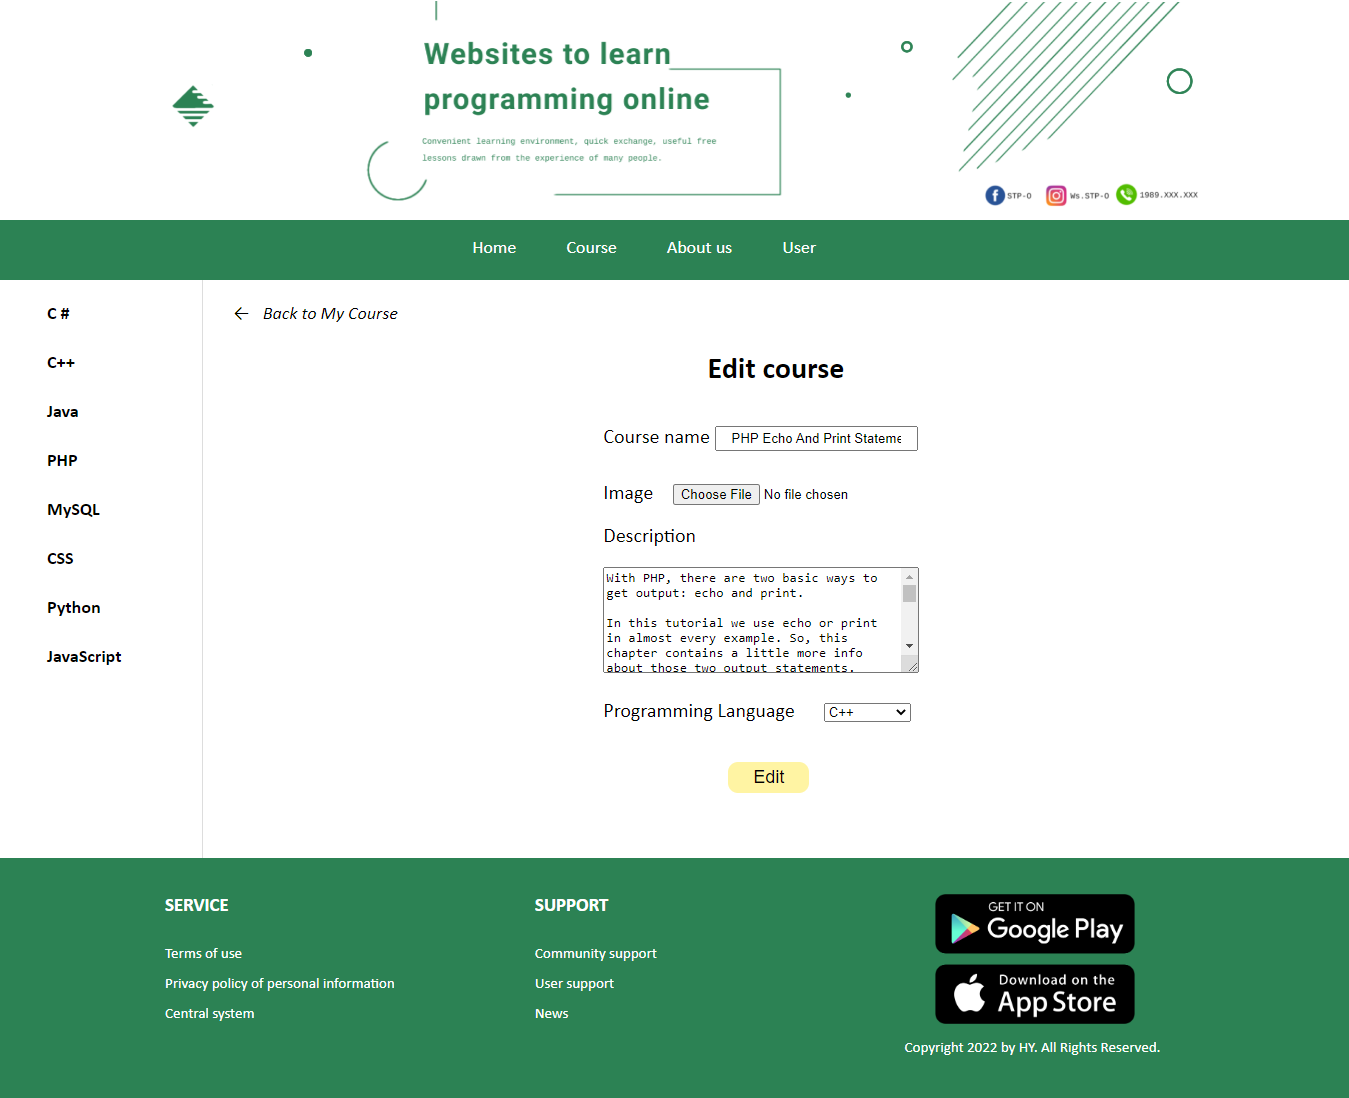 Websites to learn
programming online
Convenient learning environment, quick exchange, useful free
lessons drawn from the experience of many people.
STP-O
Ws.STP-O
1989.XXX.XXX
Home
Course
About us
User
C #
C++
Java
PHP
MySQL
CSS
Python
JavaScript
← Back to My Course
Edit course
Course name
PHP Echo And Print Stateme
Image
Choose File
No file chosen
Description
With PHP, there are two basic ways to
get output: echo and print.
In this tutorial we use echo or print
in almost every example. So, this
chapter contains a little more info
about those two output statements.
Programming Language
C++
Edit
SERVICE
Terms of use
Privacy policy of personal information
Central system
SUPPORT
Community support
User support
News
GET IT ON
Google Play
Download on the
App Store
Copyright 2022 by HY. All Rights Reserved.